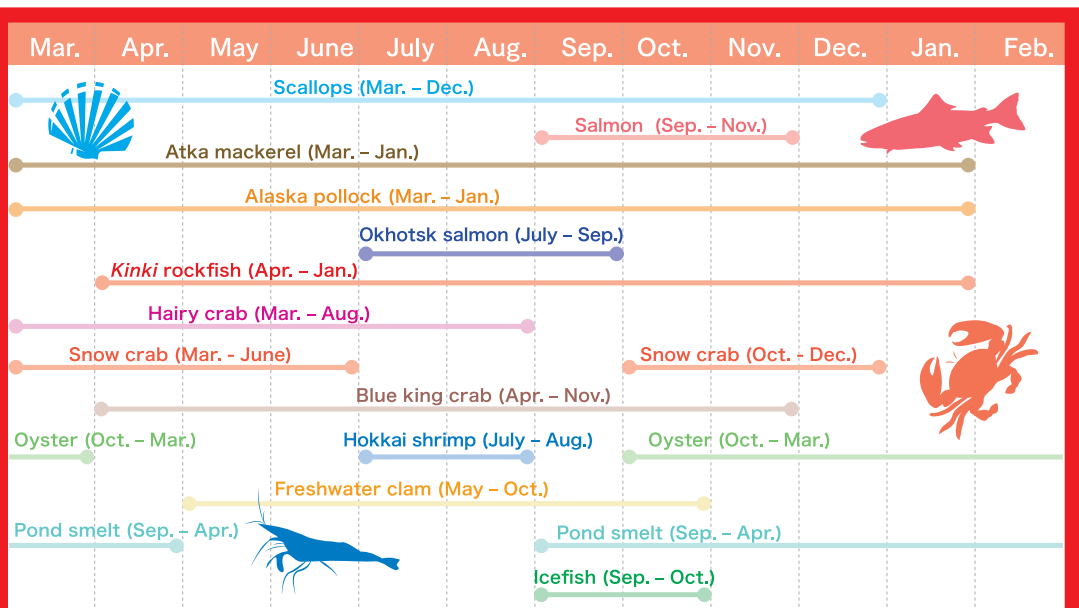 Mar. Apr. May June July Aug. Sep. Oct. Nov. Dec. Jan. Feb.
Scallops (Mar. – Dec.)
Salmon (Sep. – Nov.)
Atka mackerel (Mar. – Jan.)
Alaska pollock (Mar. – Jan.)
Okhotsk salmon (July – Sep.)
Kinki rockfish (Apr. – Jan.)
Hairy crab (Mar. – Aug.)
Snow crab (Mar. - June) Snow crab (Oct. - Dec.)
Blue king crab (Apr. – Nov.)
Oyster (Oct. – Mar.) Hokkai shrimp (July – Aug.) Oyster (Oct. – Mar.)
Freshwater clam (May – Oct.)
Pond smelt (Sep. – Apr.) Pond smelt (Sep. – Apr.)
Icefish (Sep. – Oct.)